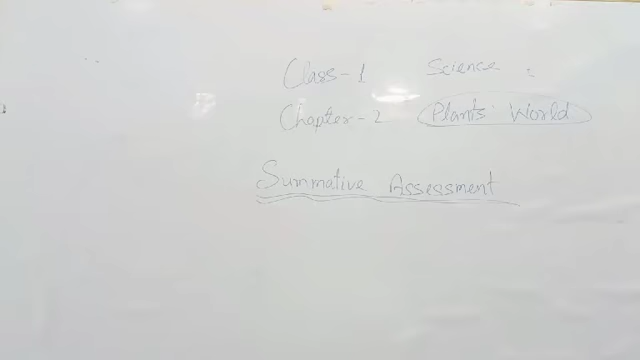 Class-1 Science
Chapter-2 Plants World
Summative Assessment